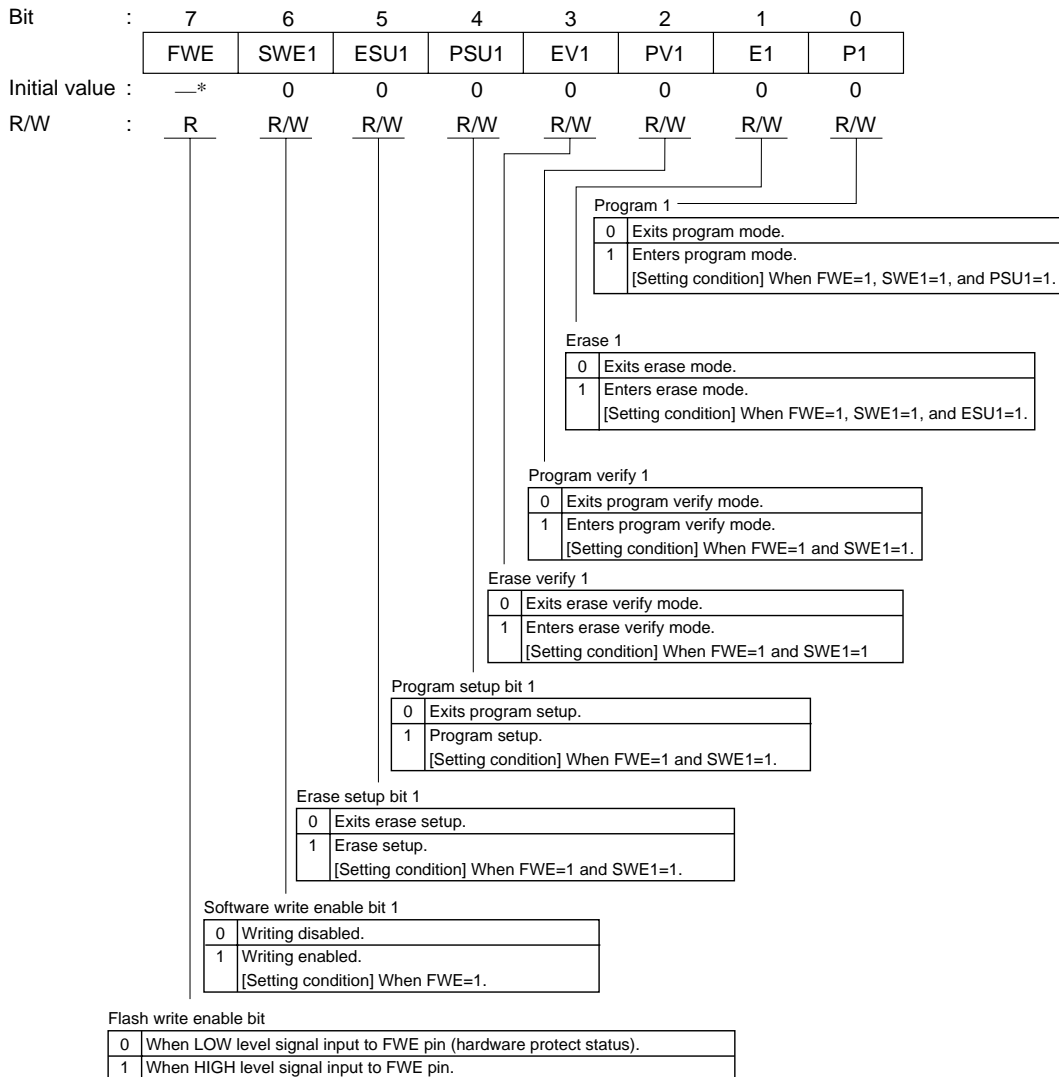 Bit : 7 6 5 4 3 2 1 0
FWE SWE1 ESU1 PSU1 EV1 PV1 E1 P1
Initial value : —* 0 0 0 0 0 0 0
R/W : R R/W R/W R/W R/W R/W R/W R/W
Program 1
0 Exits program mode.
1 Enters program mode.
[Setting condition] When FWE=1, SWE1=1, and PSU1=1.
Erase 1
0 Exits erase mode.
1 Enters erase mode.
[Setting condition] When FWE=1, SWE1=1, and ESU1=1.
Program verify 1
0 Exits program verify mode.
1 Enters program verify mode.
[Setting condition] When FWE=1 and SWE1=1.
Erase verify 1
0 Exits erase verify mode.
1 Enters erase verify mode.
[Setting condition] When FWE=1 and SWE1=1
Program setup bit 1
0 Exits program setup.
1 Program setup.
[Setting condition] When FWE=1 and SWE1=1.
Erase setup bit 1
0 Exits erase setup.
1 Erase setup.
[Setting condition] When FWE=1 and SWE1=1.
Software write enable bit 1
0 Writing disabled.
1 Writing enabled.
[Setting condition] When FWE=1.
Flash write enable bit
0 When LOW level signal input to FWE pin (hardware protect status).
1 When HIGH level signal input to FWE pin.